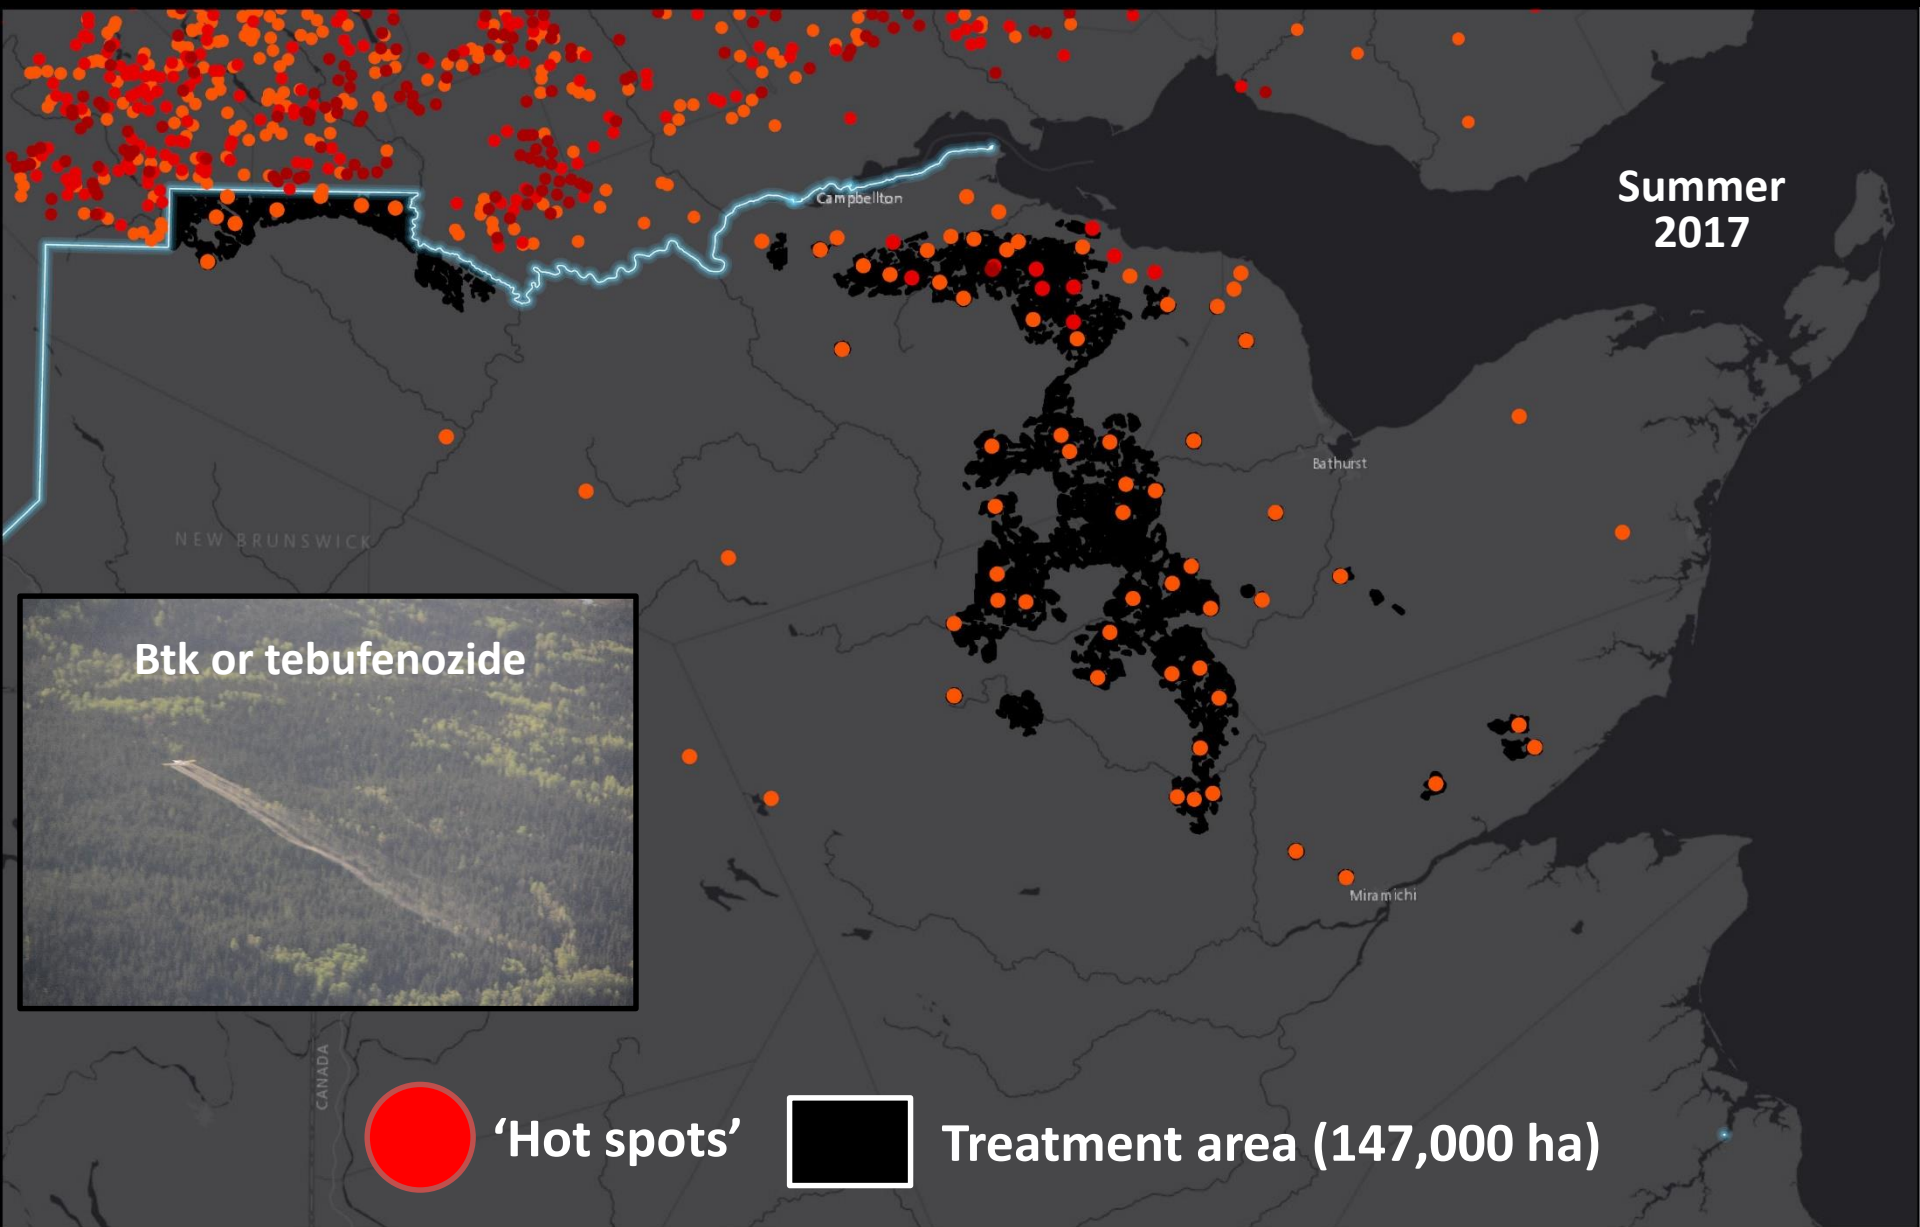 Summer
2017
Campbellton
Bathurst
NEW BRUNSWICK
Btk or tebufenozide
Miramichi
CANADA
‘Hot spots’
Treatment area (147,000 ha)